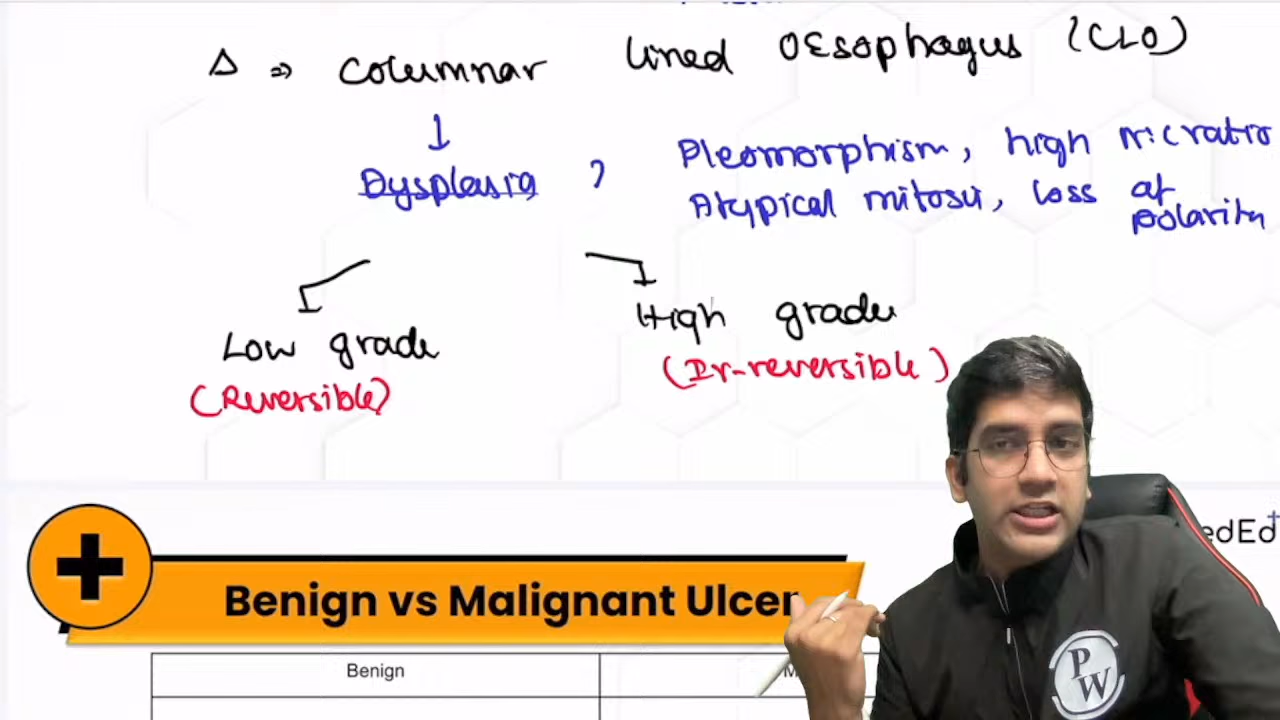 Δ ⇒ Columnar lined OEsophagus (CLO)
Dysplasia, Pleomorphism, high N:C ratio
Atypical mitosis, loss of polarity
Low grade High grade
(Reversible) (Ir-reversible)
edEd
Benign vs Malignant Ulcer
Benign
PW